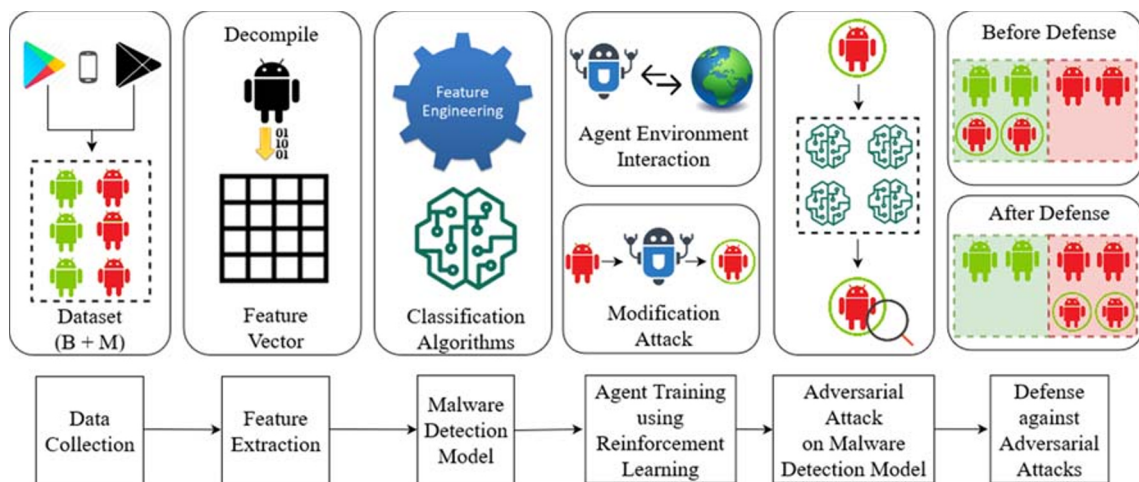 Dataset
(B + M)
Decompile
01
10
01
Feature
Vector
Feature
Engineering
Classification
Algorithms
Agent Environment
Interaction
Modification
Attack
Before Defense
After Defense
Data
Collection
Feature
Extraction
Malware
Detection
Model
Agent Training
using
Reinforcement
Learning
Adversarial
Attack
on Malware
Detection Model
Defense
against
Adversarial
Attacks